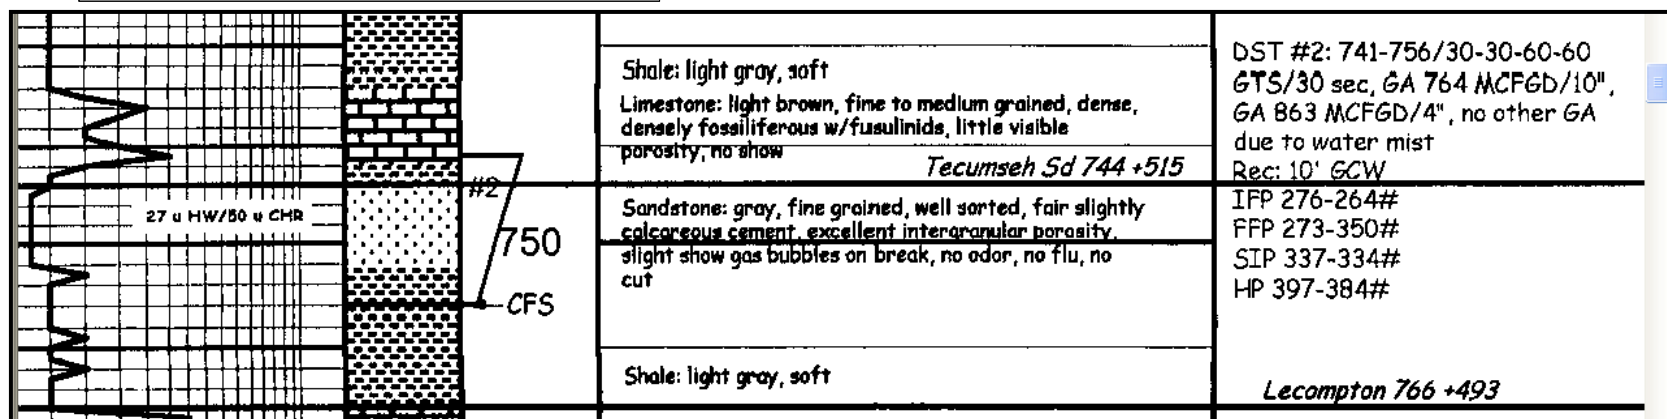 Shale: light gray, soft
Limestone: light brown, fine to medium grained, dense,
densely fossiliferous w/fusulinids, little visible
porosity, no show
Tecumseh Sd 744 +515
#2
27 u HW/50 u CHR
Sandstone: gray, fine grained, well sorted, fair slightly
calcareous cement, excellent intergranular porosity,
slight show gas bubbles on break, no odor, no flu, no
cut
750
CFS
Shale: light gray, soft
DST #2: 741-756/30-30-60-60
GTS/30 sec, GA 764 MCFGD/10",
GA 863 MCFGD/4", no other GA
due to water mist
Rec: 10' GCW
IFP 276-264#
FFP 273-350#
SIP 337-334#
HP 397-384#
Lecompton 766 +493